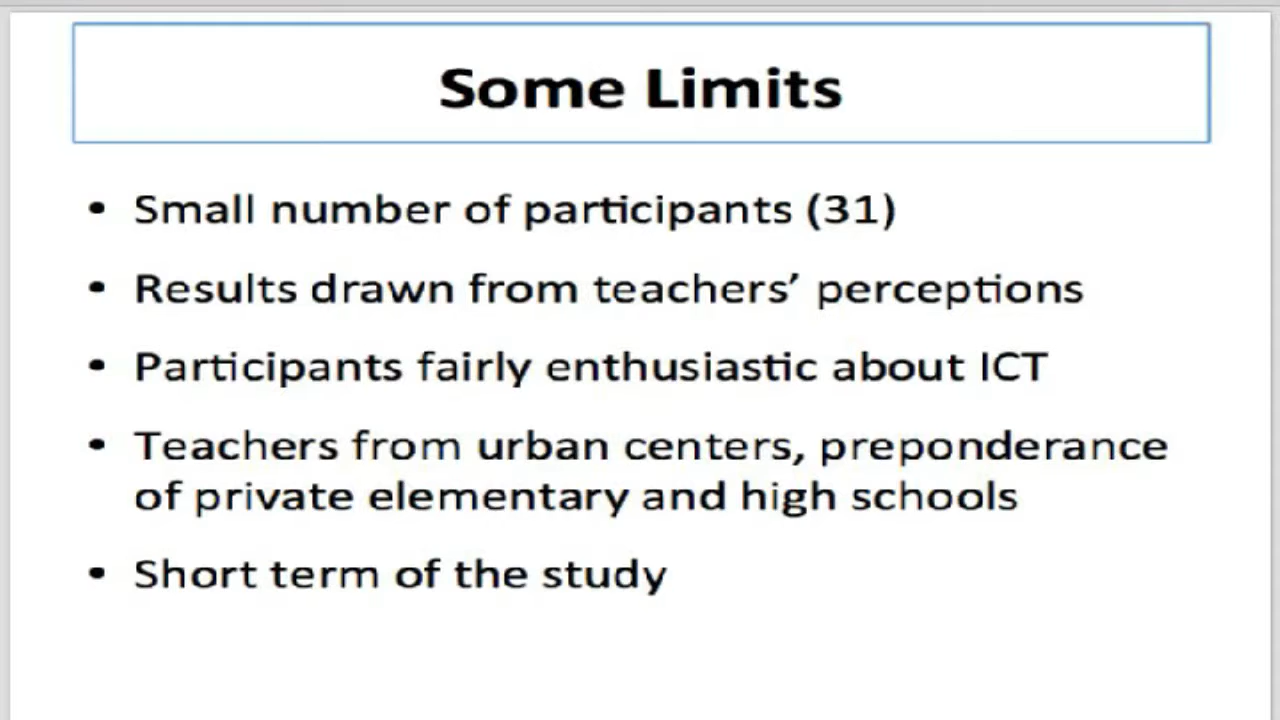 Some Limits
• Small number of participants (31)
• Results drawn from teachers’ perceptions
• Participants fairly enthusiastic about ICT
• Teachers from urban centers, preponderance
of private elementary and high schools
• Short term of the study